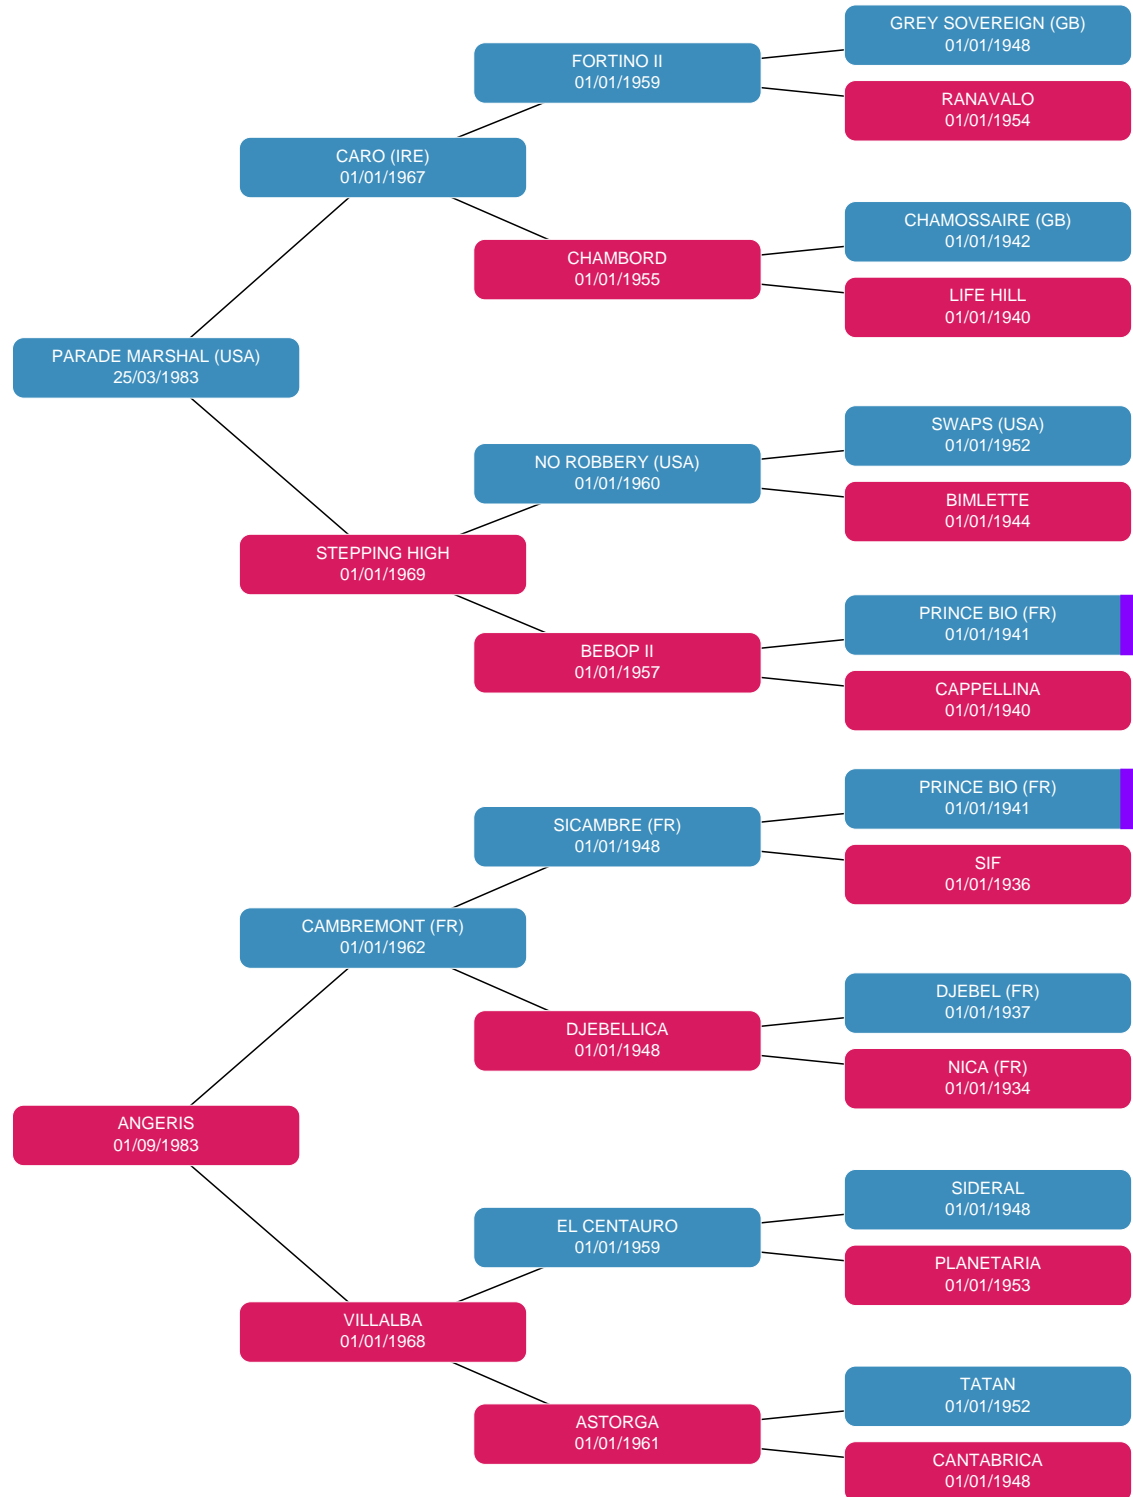 GREY SOVEREIGN (GB)
01/01/1948
FORTINO II
01/01/1959
RANAVALO
01/01/1954
CARO (IRE)
01/01/1967
CHAMOSSAIRE (GB)
01/01/1942
CHAMBORD
01/01/1955
LIFE HILL
01/01/1940
PARADE MARSHAL (USA)
25/03/1983
SWAPS (USA)
01/01/1952
NO ROBBERY (USA)
01/01/1960
BIMLETTE
01/01/1944
STEPPING HIGH
01/01/1969
PRINCE BIO (FR)
01/01/1941
BEBOP II
01/01/1957
CAPPELLINA
01/01/1940
PRINCE BIO (FR)
01/01/1941
SICAMBRE (FR)
01/01/1948
SIF
01/01/1936
CAMBREMONT (FR)
01/01/1962
DJEBEL (FR)
01/01/1937
DJEBELLICA
01/01/1948
NICA (FR)
01/01/1934
ANGERIS
01/09/1983
SIDERAL
01/01/1948
EL CENTAURO
01/01/1959
PLANETARIA
01/01/1953
VILLALBA
01/01/1968
TATAN
01/01/1952
ASTORGA
01/01/1961
CANTABRICA
01/01/1948